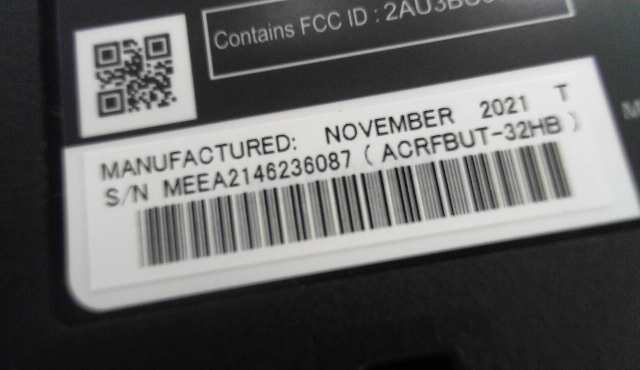 Contains FCC ID : 2AU3B
MANUFACTURED: NOVEMBER 2021 T
S/N MEEA2146236087 ( ACRFBUT-32HB )